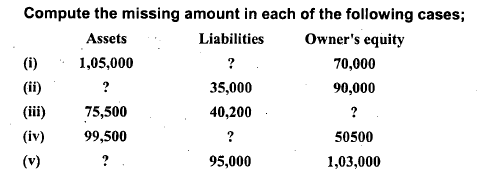 Compute the missing amount in each of the following cases;
Assets Liabilities Owner's equity
(i) 1,05,000 ? 70,000
(ii) ? 35,000 90,000
(iii) 75,500 40,200 ?
(iv) 99,500 ? 50500
(v) ? 95,000 1,03,000